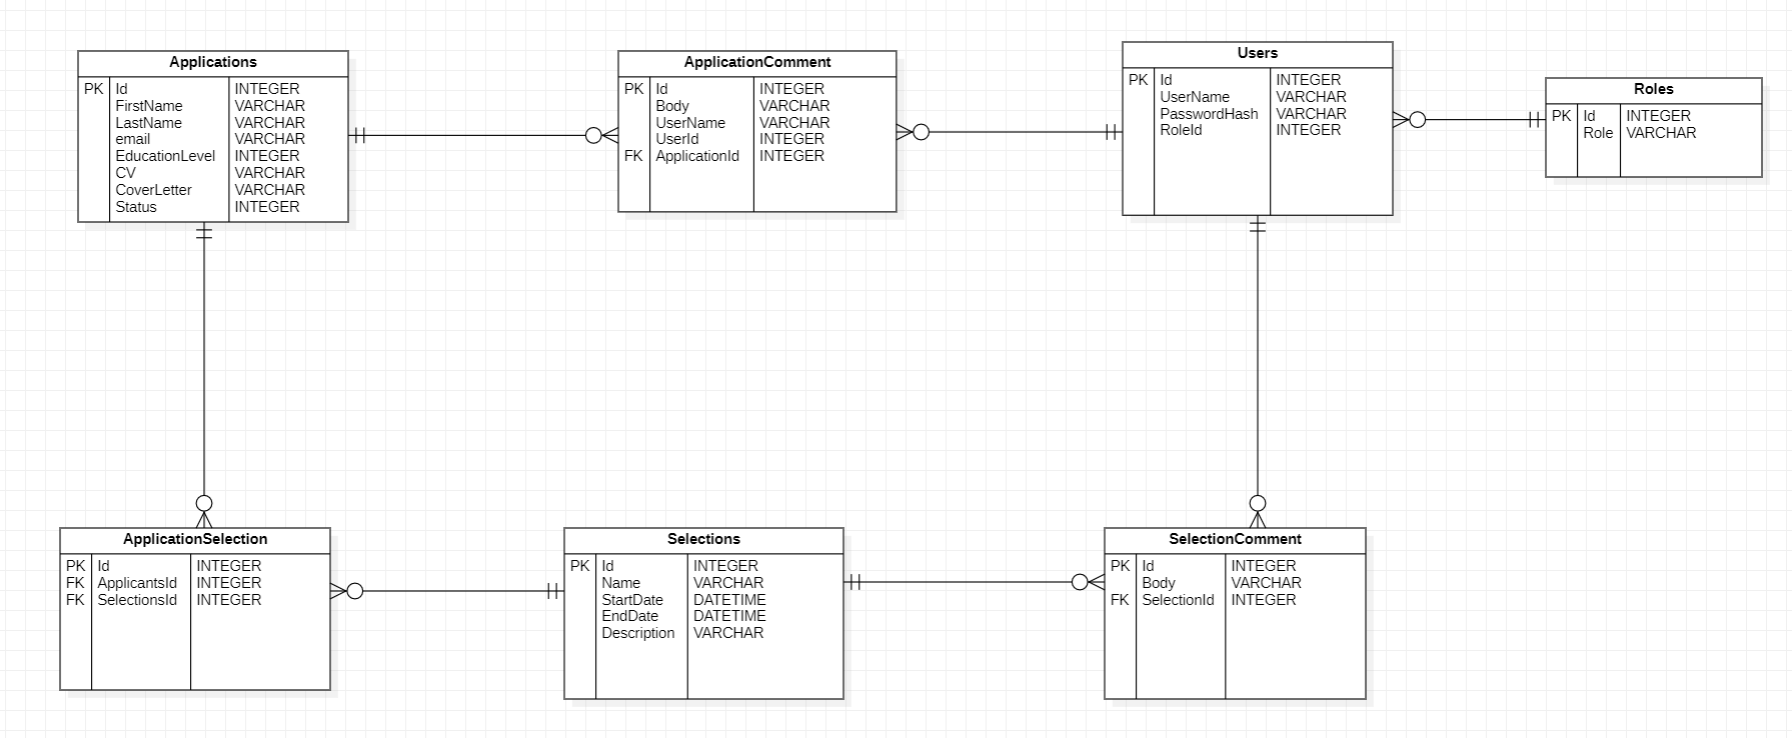 Applications
PK Id INTEGER
FirstName VARCHAR
LastName VARCHAR
email VARCHAR
EducationLevel INTEGER
CV VARCHAR
CoverLetter VARCHAR
Status INTEGER
ApplicationComment
PK Id INTEGER
Body VARCHAR
UserName VARCHAR
UserId INTEGER
FK ApplicationId INTEGER
Users
PK Id INTEGER
UserName VARCHAR
PasswordHash VARCHAR
RoleId INTEGER
Roles
PK Id INTEGER
Role VARCHAR
ApplicationSelection
PK Id INTEGER
FK ApplicantsId INTEGER
FK SelectionsId INTEGER
Selections
PK Id INTEGER
Name VARCHAR
StartDate DATETIME
EndDate DATETIME
Description VARCHAR
SelectionComment
PK Id INTEGER
Body VARCHAR
FK SelectionId INTEGER